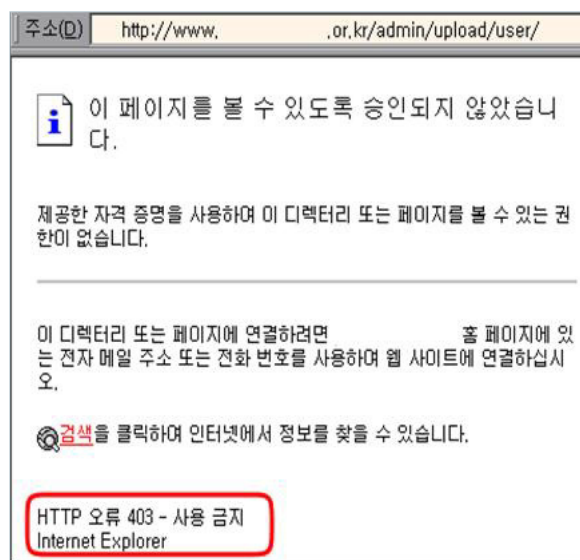 주소(D) http://www. .or.kr/admin/upload/user/
이 페이지를 볼 수 있도록 승인되지 않았습니
다.
제공한 자격 증명을 사용하여 이 디렉터리 또는 페이지를 볼 수 있는 권
한이 없습니다.
이 디렉터리 또는 페이지에 연결하려면 홈 페이지에 있
는 전자 메일 주소 또는 전화 번호를 사용하여 웹 사이트에 연결하십시
오.
검색을 클릭하여 인터넷에서 정보를 찾을 수 있습니다.
HTTP 오류 403 - 사용 금지
Internet Explorer